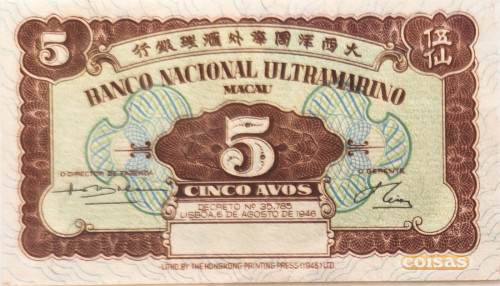 大西洋國海外滙理銀行
5
伍仙
BANCO NACIONAL ULTRAMARINO
MACAU
5
O DIRECTOR DE FAZENDA
O GERENTE
CINCO AVOS
DECRETO Nº 35.785
LISBOA, 6 DE AGOSTO DE 1946
LITHO. BY THE HONGKONG PRINTING PRESS (1946) LTD.
coisas